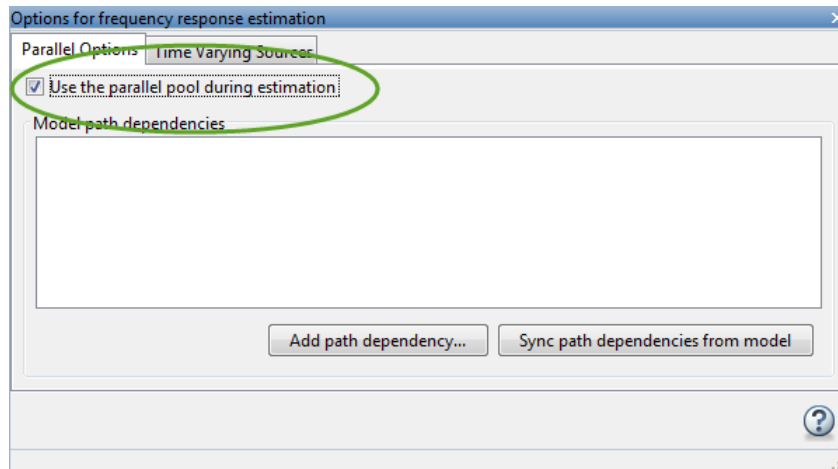 Options for frequency response estimation
Parallel Options Time Varying Sources
Use the parallel pool during estimation
Model path dependencies
Add path dependency... Sync path dependencies from model
?